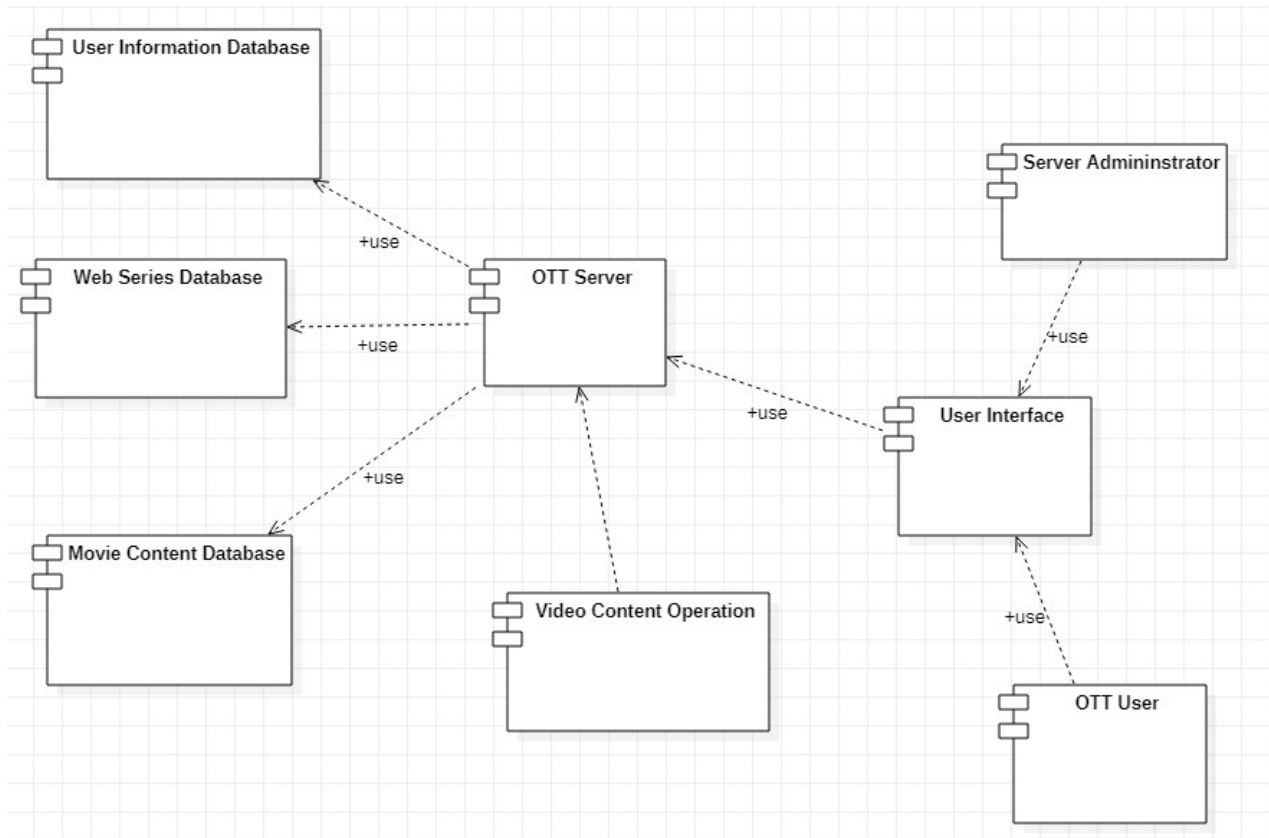 User Information Database
Server Admininstrator
+use
Web Series Database
OTT Server
+use
+use
+use
User Interface
+use
Movie Content Database
Video Content Operation
+use
OTT User